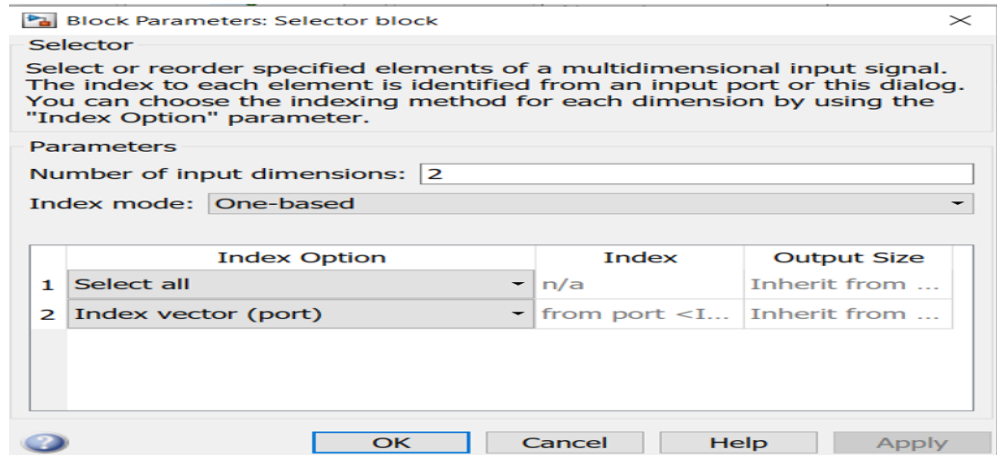 Block Parameters: Selector block
Selector
Select or reorder specified elements of a multidimensional input signal.
The index to each element is identified from an input port or this dialog.
You can choose the indexing method for each dimension by using the
"Index Option" parameter.
Parameters
Number of input dimensions: 2
Index mode: One-based
Index Option Index Output Size
1 Select all n/a Inherit from ...
2 Index vector (port) from port <I... Inherit from ...
? OK Cancel Help Apply